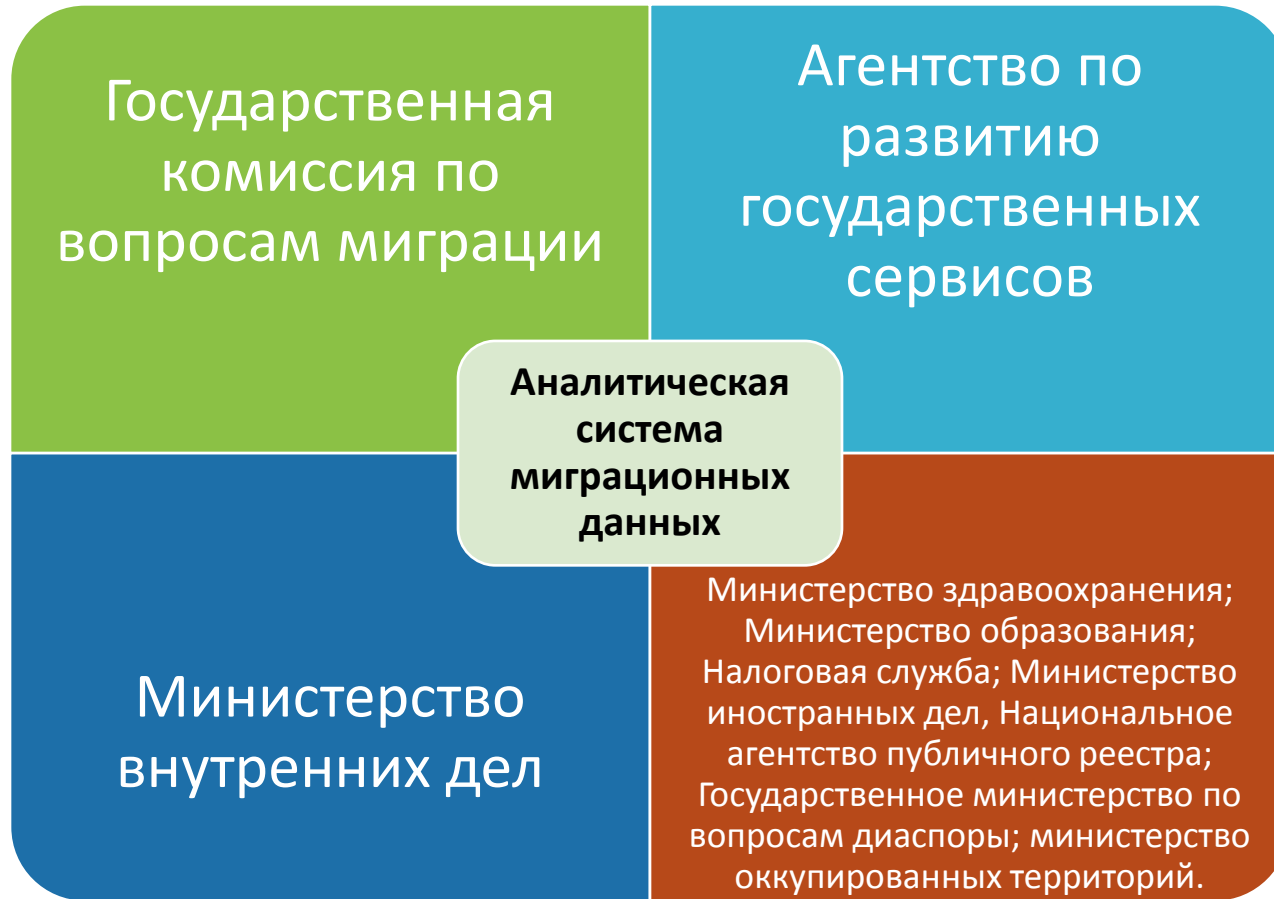 Государственная
комиссия по
вопросам миграции
Агентство по
развитию
государственных
сервисов
Аналитическая
система
миграционных
данных
Министерство
внутренних дел
Министерство здравоохранения;
Министерство образования;
Налоговая служба; Министерство
иностранных дел, Национальное
агентство публичного реестра;
Государственное министерство по
вопросам диаспоры; министерство
оккупированных территорий.